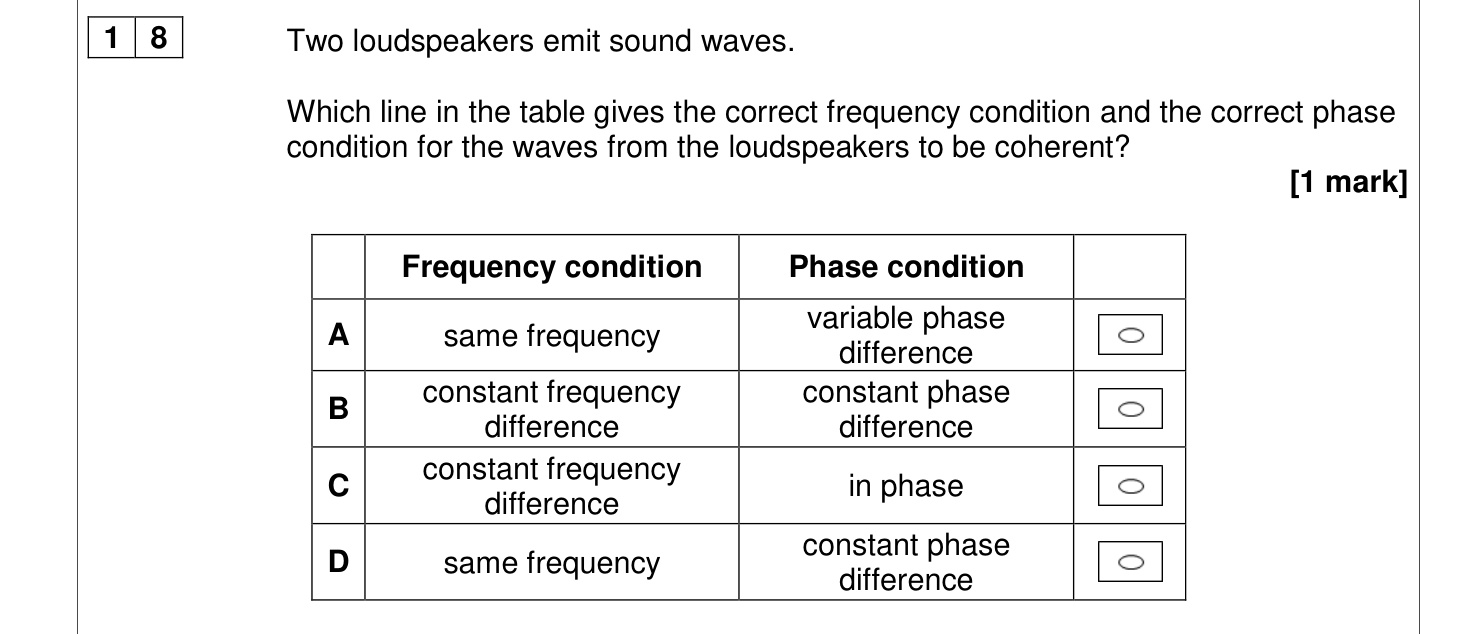 1 8 Two loudspeakers emit sound waves.
Which line in the table gives the correct frequency condition and the correct phase
condition for the waves from the loudspeakers to be coherent?
[1 mark]
Frequency condition Phase condition
A same frequency variable phase
difference
B constant frequency
difference constant phase
difference
C constant frequency
difference in phase
D same frequency constant phase
difference